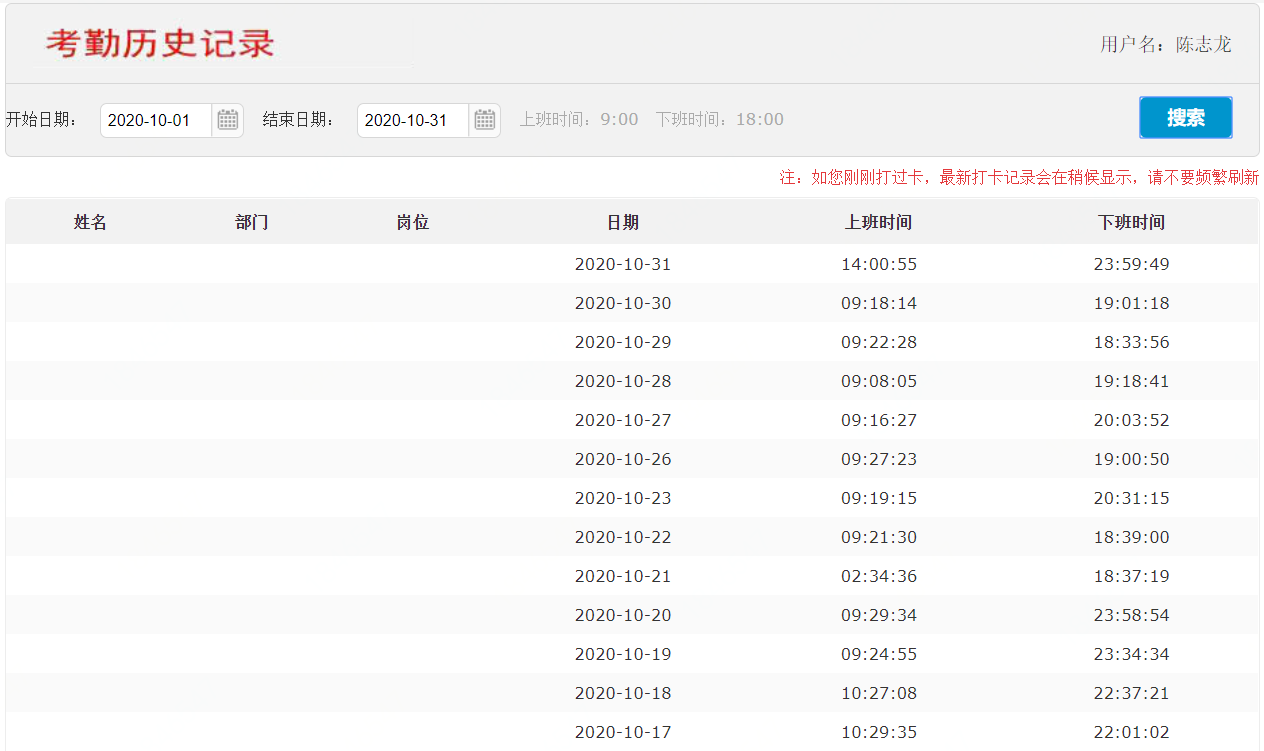 考勤历史记录
用户名：陈志龙
开始日期： 2020-10-01 结束日期： 2020-10-31 上班时间：9:00 下班时间：18:00 搜索
注：如您刚刚打过卡，最新打卡记录会在稍候显示，请不要频繁刷新
姓名 部门 岗位 日期 上班时间 下班时间
2020-10-31 14:00:55 23:59:49
2020-10-30 09:18:14 19:01:18
2020-10-29 09:22:28 18:33:56
2020-10-28 09:08:05 19:18:41
2020-10-27 09:16:27 20:03:52
2020-10-26 09:27:23 19:00:50
2020-10-23 09:19:15 20:31:15
2020-10-22 09:21:30 18:39:00
2020-10-21 02:34:36 18:37:19
2020-10-20 09:29:34 23:58:54
2020-10-19 09:24:55 23:34:34
2020-10-18 10:27:08 22:37:21
2020-10-17 10:29:35 22:01:02